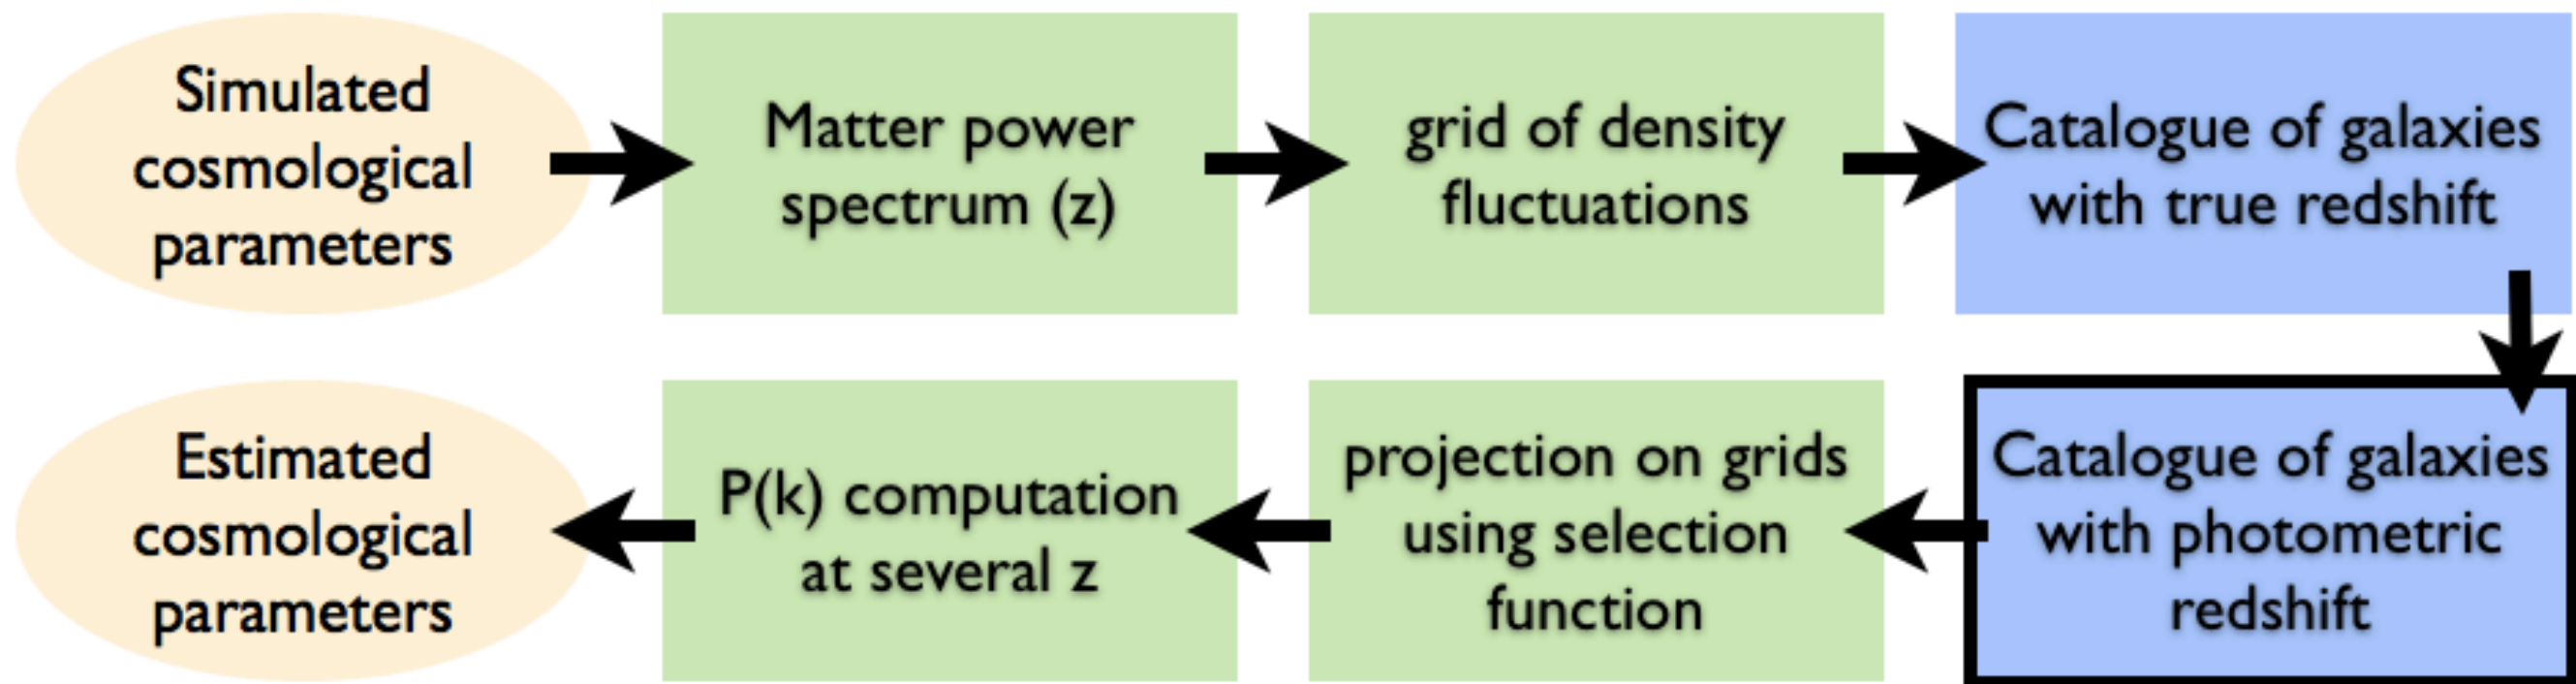 Simulated
cosmological
parameters
Matter power
spectrum (z)
grid of density
fluctuations
Catalogue of galaxies
with true redshift
Catalogue of galaxies
with photometric
redshift
projection on grids
using selection
function
P(k) computation
at several z
Estimated
cosmological
parameters